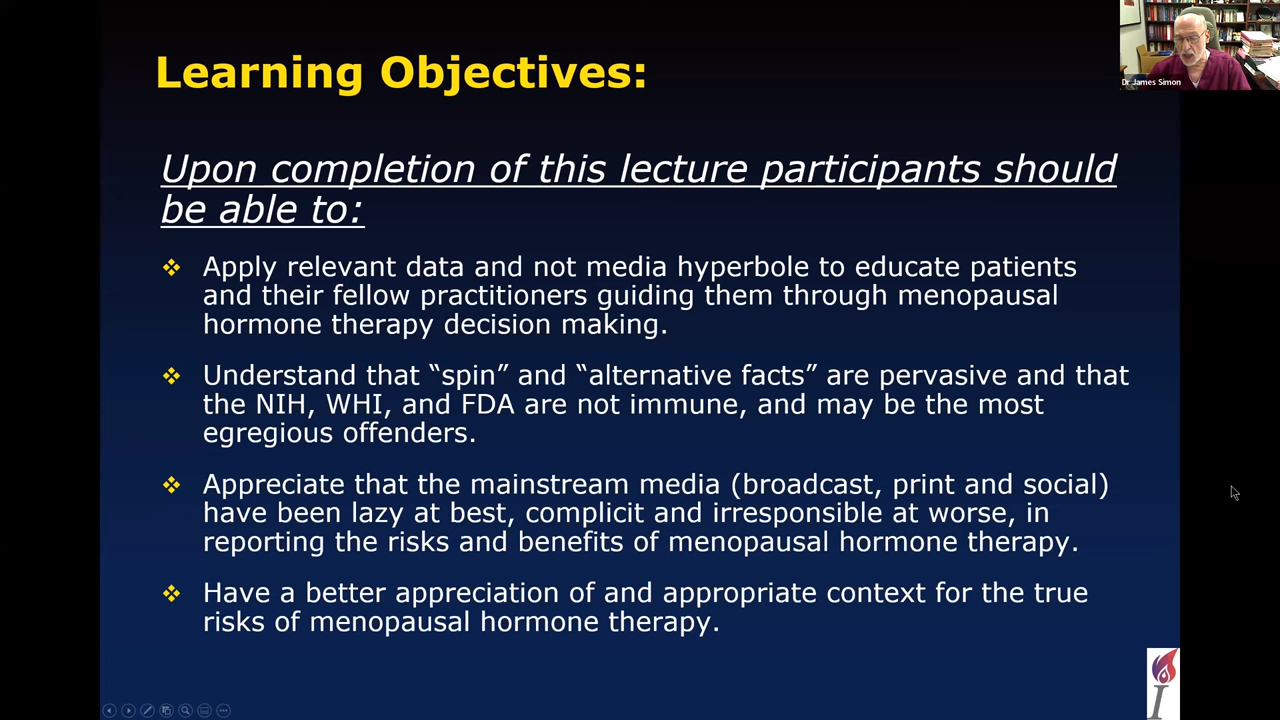 Learning Objectives:
Dr James Simon
Upon completion of this lecture participants should
be able to:
Apply relevant data and not media hyperbole to educate patients
and their fellow practitioners guiding them through menopausal
hormone therapy decision making.
Understand that “spin” and “alternative facts” are pervasive and that
the NIH, WHI, and FDA are not immune, and may be the most
egregious offenders.
Appreciate that the mainstream media (broadcast, print and social)
have been lazy at best, complicit and irresponsible at worse, in
reporting the risks and benefits of menopausal hormone therapy.
Have a better appreciation of and appropriate context for the true
risks of menopausal hormone therapy.
I